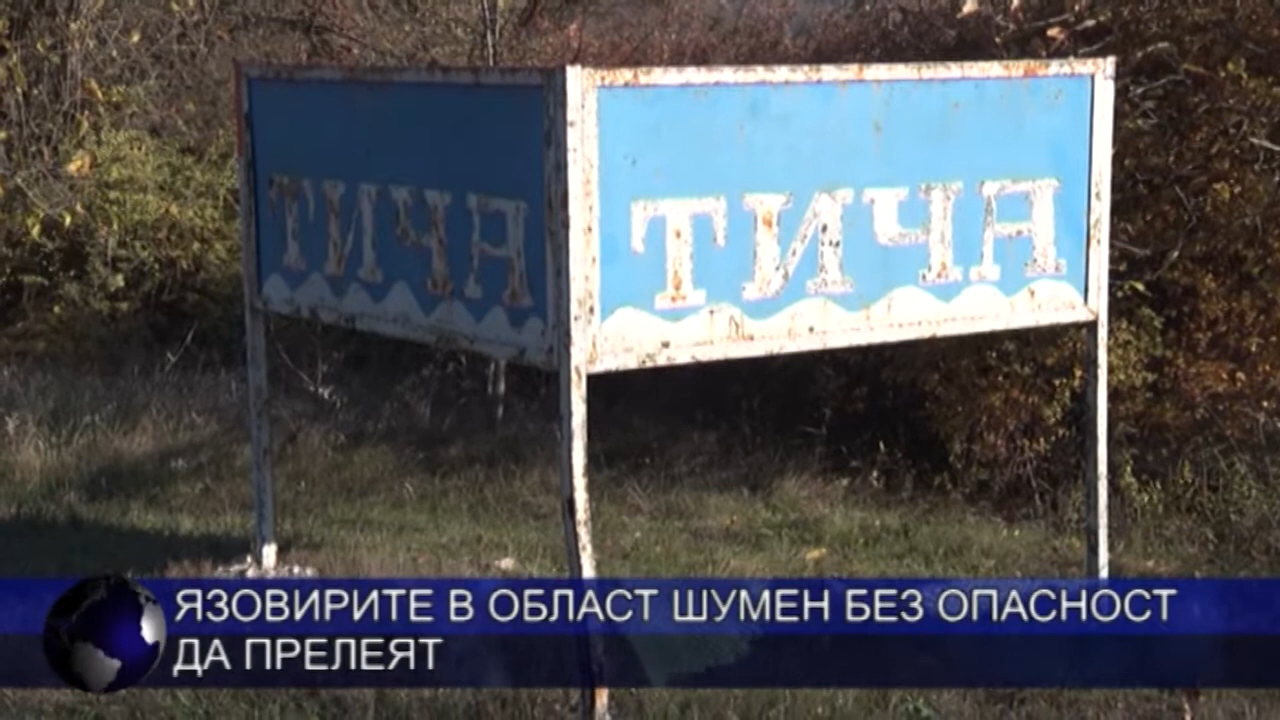 ТИЧА
ТИЧА
ЯЗОВИРИТЕ В ОБЛАСТ ШУМЕН БЕЗ ОПАСНОСТ
ДА ПРЕЛЕЯТ